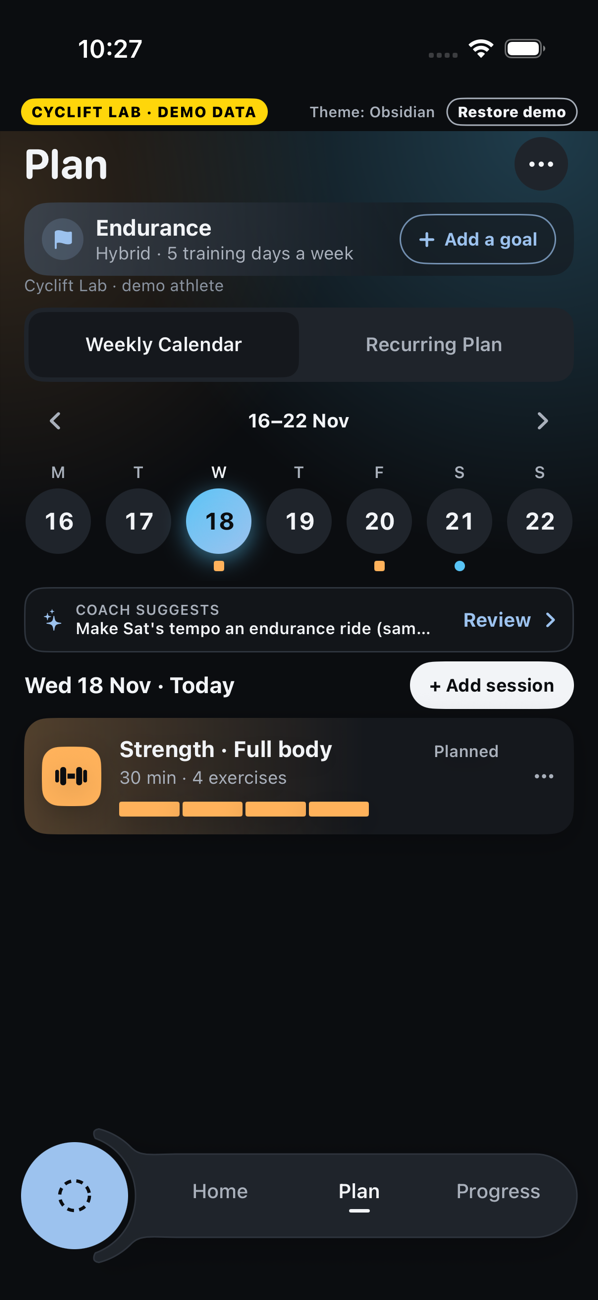 10:27
CYCLIFT LAB · DEMO DATA
Theme: Obsidian
Restore demo
Plan
Endurance
Hybrid · 5 training days a week
+ Add a goal
Cyclift Lab · demo athlete
Weekly Calendar
Recurring Plan
16–22 Nov
M T W T F S S
16 17 18 19 20 21 22
COACH SUGGESTS
Make Sat's tempo an endurance ride (sam...
Review
Wed 18 Nov · Today
+ Add session
Strength · Full body
Planned
30 min · 4 exercises
Home
Plan
Progress